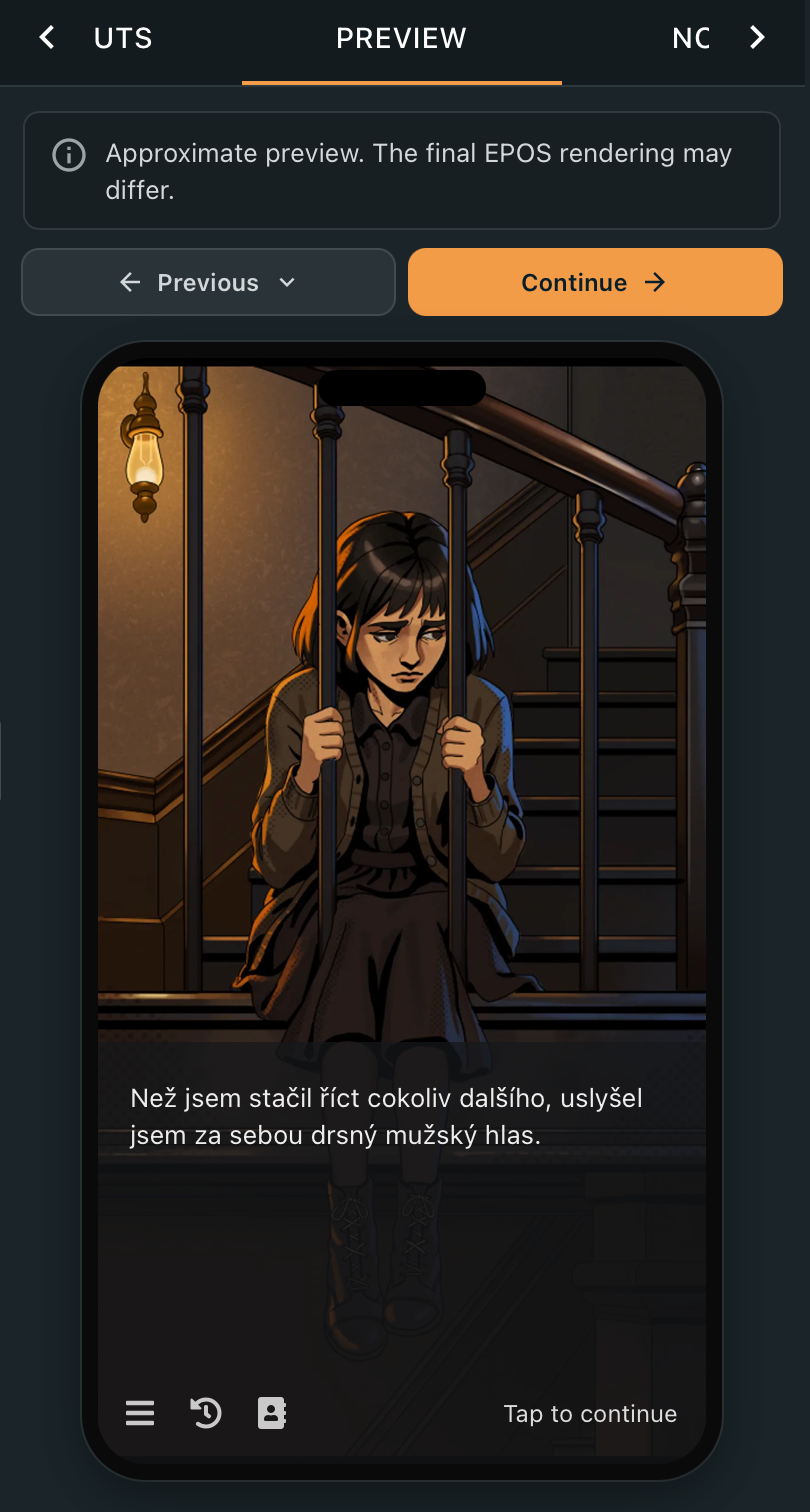 UTS
PREVIEW
NO
Approximate preview. The final EPOS rendering may
differ.
Previous
Continue
Než jsem stačil říct cokoliv dalšího, uslyšel
jsem za sebou drsný mužský hlas.
Tap to continue